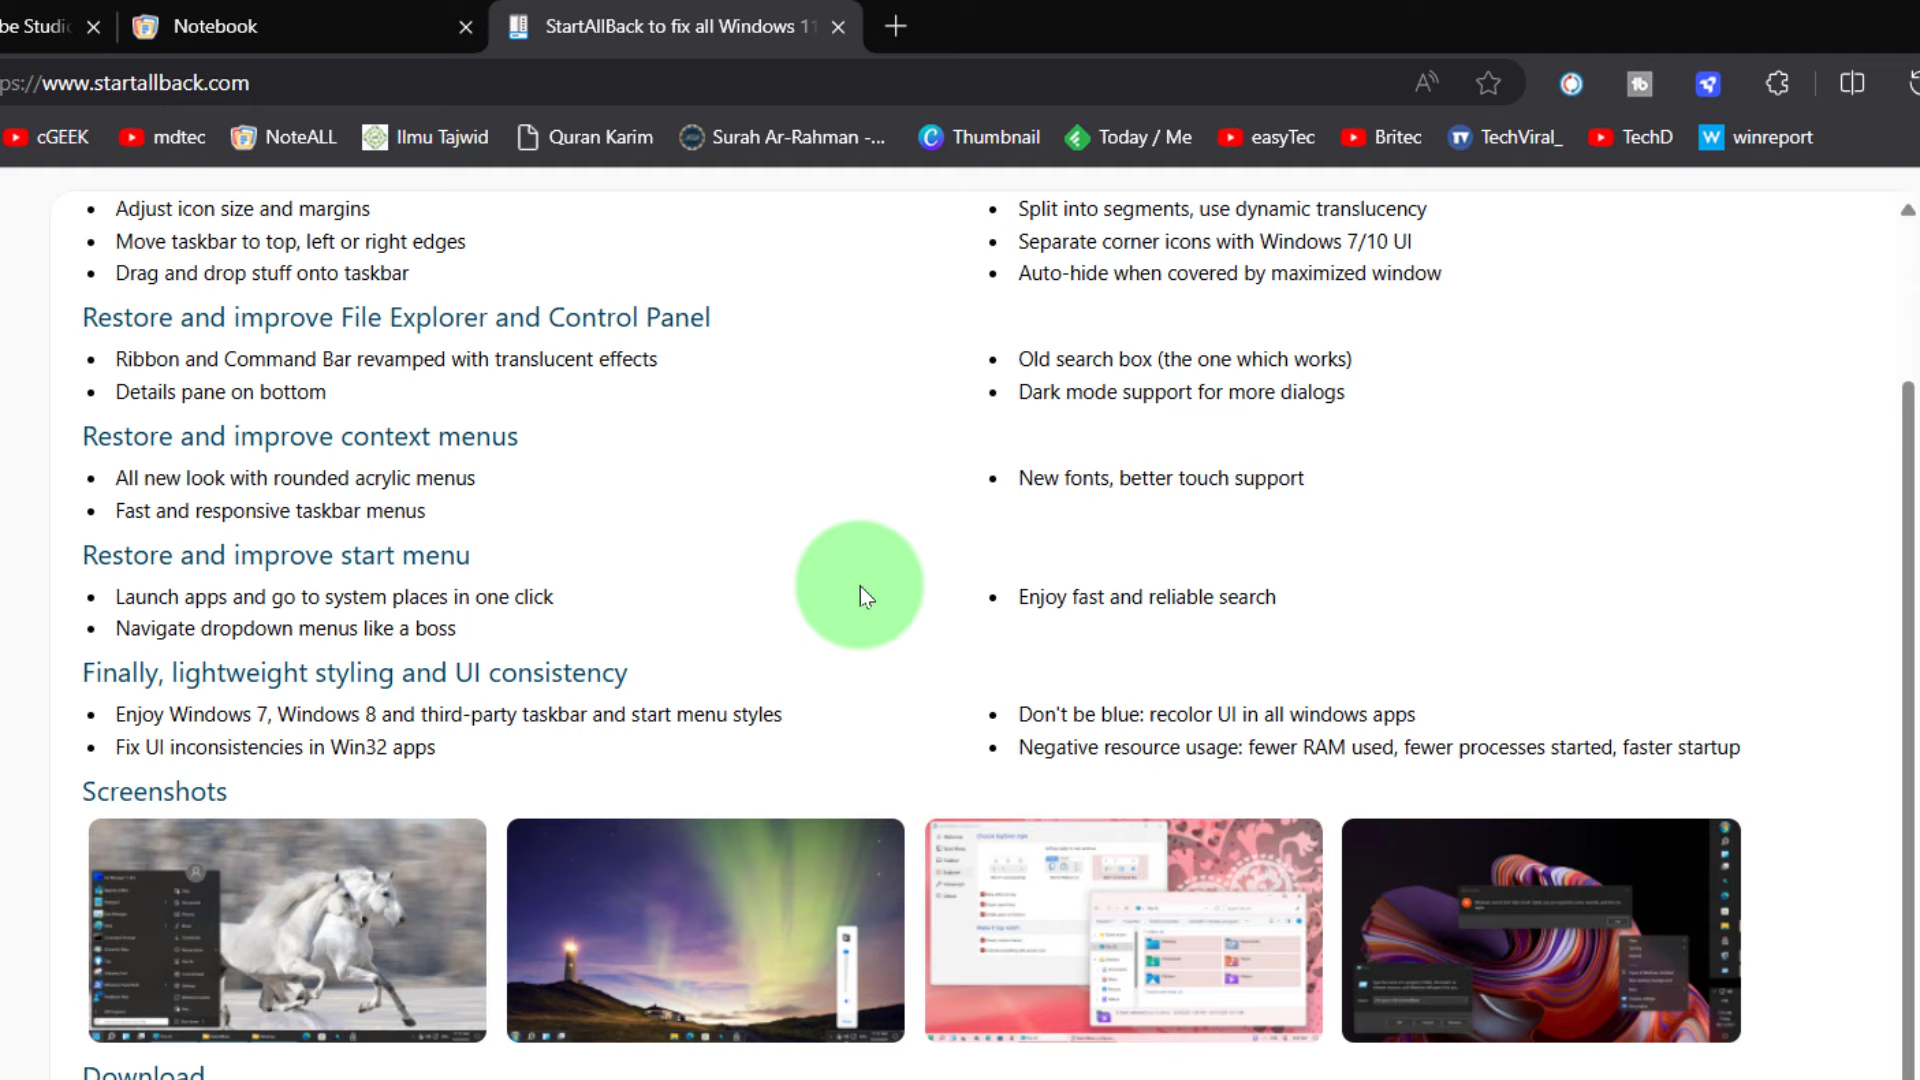 be Studio
Notebook
StartAllBack to fix all Windows 11
ps://www.startallback.com
cGEEK
mdtec
NoteALL
Ilmu Tajwid
Quran Karim
Surah Ar-Rahman -...
Thumbnail
Today / Me
easyTec
Britec
TechViral_
TechD
winreport
Adjust icon size and margins
Split into segments, use dynamic translucency
Move taskbar to top, left or right edges
Separate corner icons with Windows 7/10 UI
Drag and drop stuff onto taskbar
Auto-hide when covered by maximized window
Restore and improve File Explorer and Control Panel
Ribbon and Command Bar revamped with translucent effects
Old search box (the one which works)
Details pane on bottom
Dark mode support for more dialogs
Restore and improve context menus
All new look with rounded acrylic menus
New fonts, better touch support
Fast and responsive taskbar menus
Restore and improve start menu
Launch apps and go to system places in one click
Enjoy fast and reliable search
Navigate dropdown menus like a boss
Finally, lightweight styling and UI consistency
Enjoy Windows 7, Windows 8 and third-party taskbar and start menu styles
Don't be blue: recolor UI in all windows apps
Fix UI inconsistencies in Win32 apps
Negative resource usage: fewer RAM used, fewer processes started, faster startup
Screenshots
Download